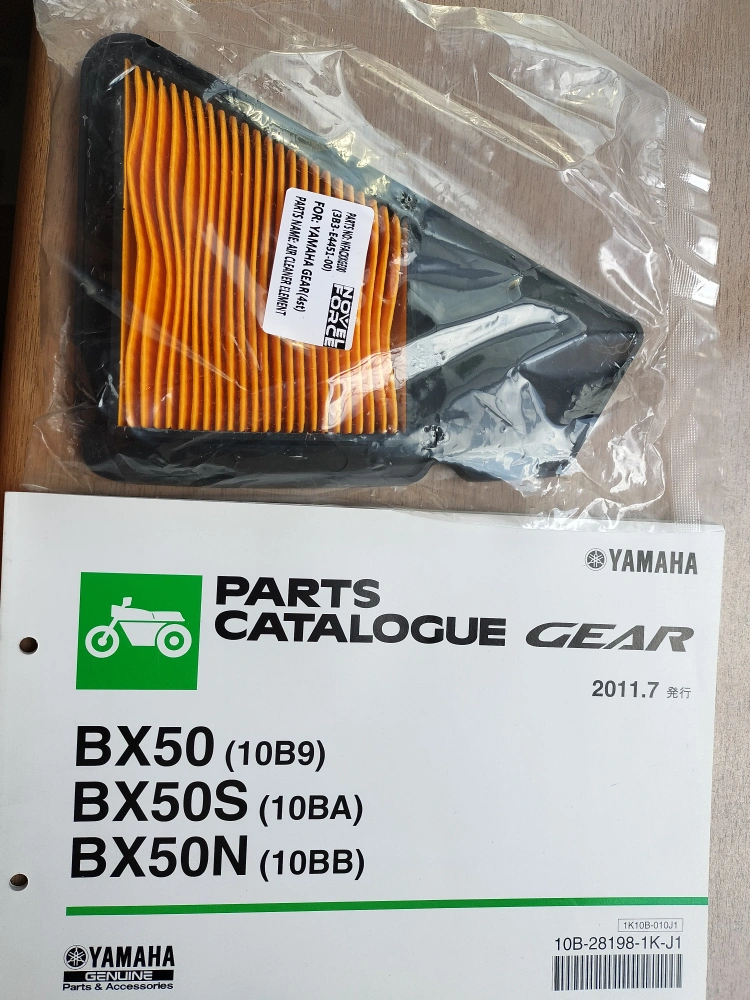 PARTS NO: NFACXXGE00
(3B3-E4451-00)
FOR: YAMAHA GEAR(4st)
PARTS NAME: AIR CLEANER ELEMENT
NOVEL
FORCE
YAMAHA
PARTS
CATALOGUE GEAR
2011.7 発行
BX50 (10B9)
BX50S (10BA)
BX50N (10BB)
1K10B-010J1
10B-28198-1K-J1
YAMAHA
GENUINE
Parts & Accessories